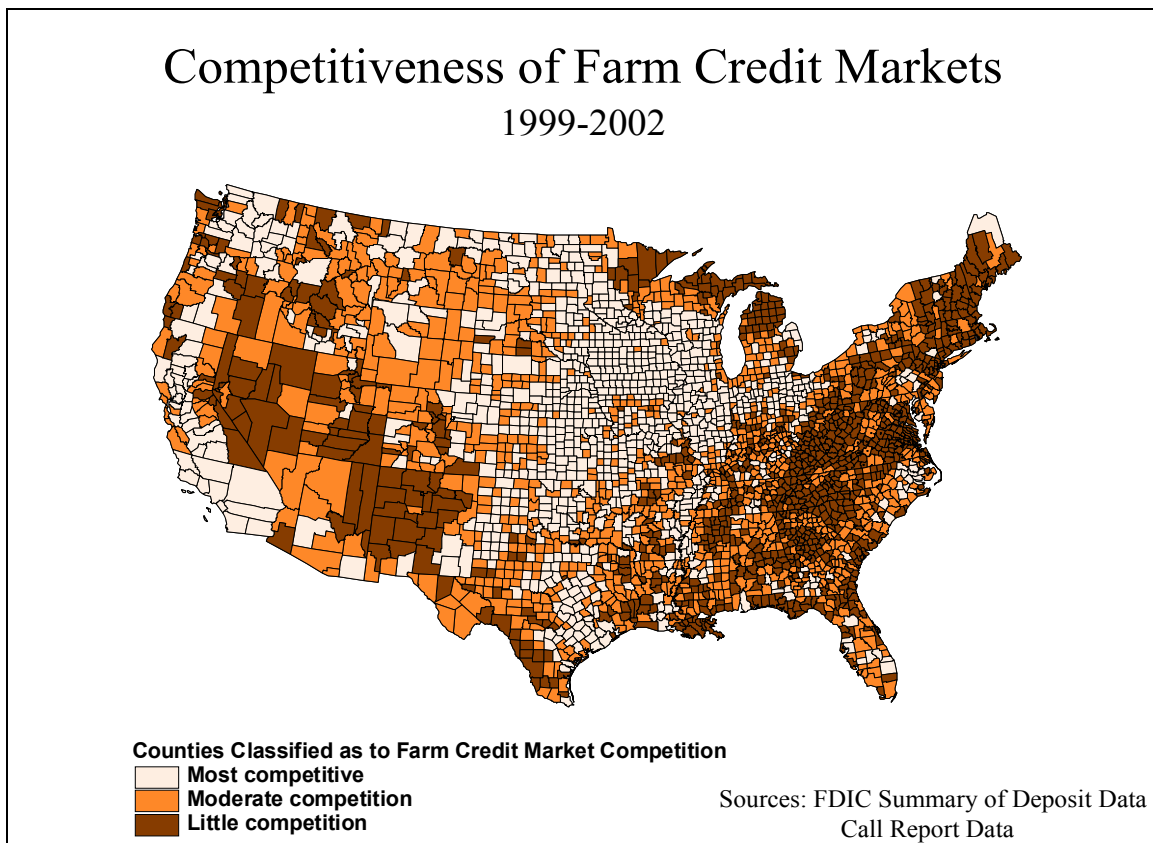 Competitiveness of Farm Credit Markets
1999-2002
Counties Classified as to Farm Credit Market Competition
Most competitive
Moderate competition
Little competition
Sources: FDIC Summary of Deposit Data
Call Report Data